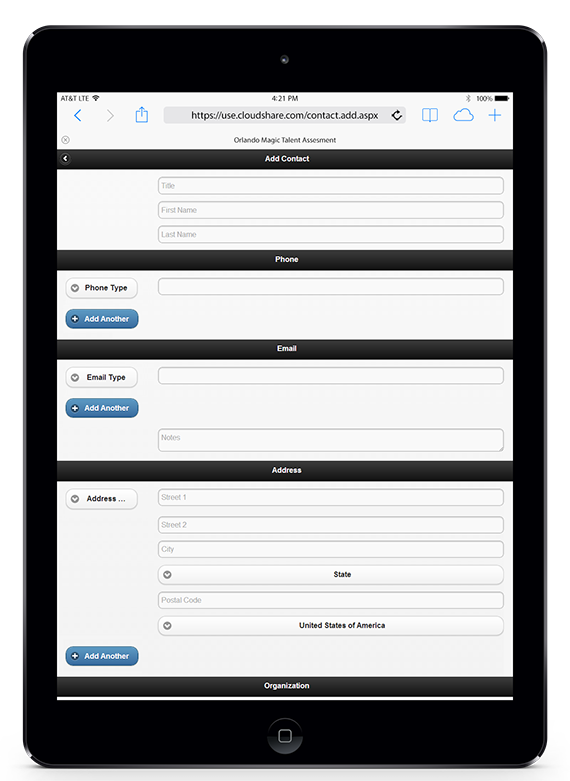 AT&T LTE 4:21 PM 100%
https://use.cloudshare.com/contact.add.aspx
Orlando Magic Talent Assesment
Add Contact
Title
First Name
Last Name
Phone
Phone Type
Add Another
Email
Email Type
Add Another
Notes
Address
Address ... Street 1
Street 2
City
State
Postal Code
United States of America
Add Another
Organization